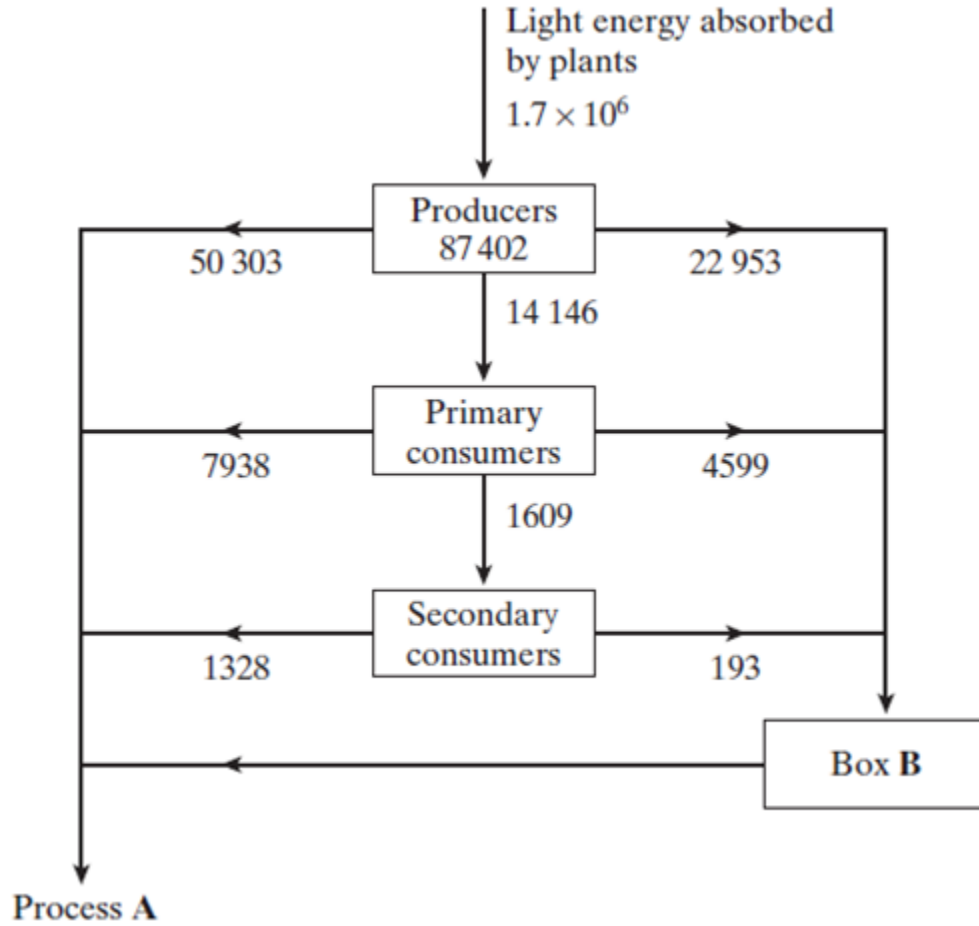 Light energy absorbed
by plants
1.7 × 10⁶
Producers
87 402
50 303
22 953
14 146
Primary
consumers
7938
4599
1609
Secondary
consumers
1328
193
Box B
Process A